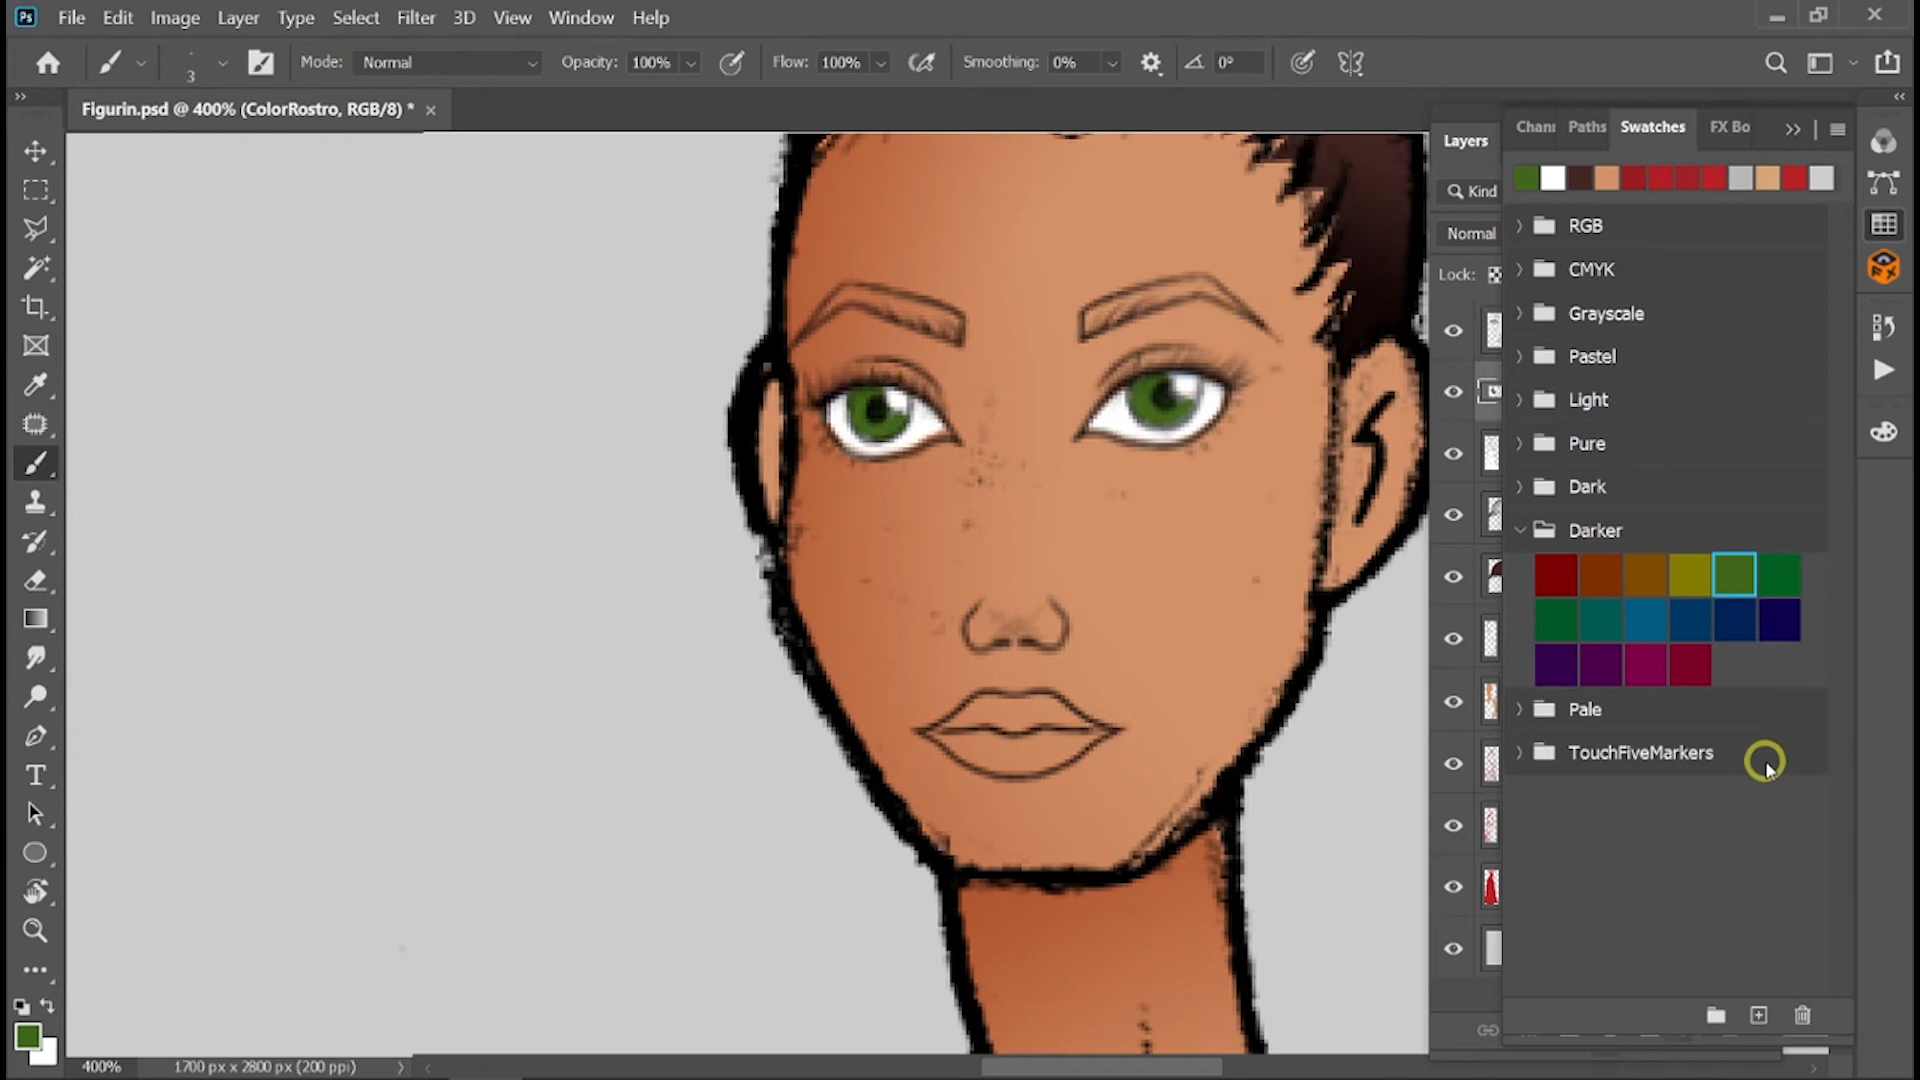 Ps File Edit Image Layer Type Select Filter 3D View Window Help
3 Mode: Normal Opacity: 100% Flow: 100% Smoothing: 0% 0°
Figurin.psd @ 400% (ColorRostro, RGB/8) *
Layers
Kind
Normal
Lock:
Chan Paths Swatches FX Bo
RGB
CMYK
Grayscale
Pastel
Light
Pure
Dark
Darker
Pale
TouchFiveMarkers
400% 1700 px x 2800 px (200 ppi)